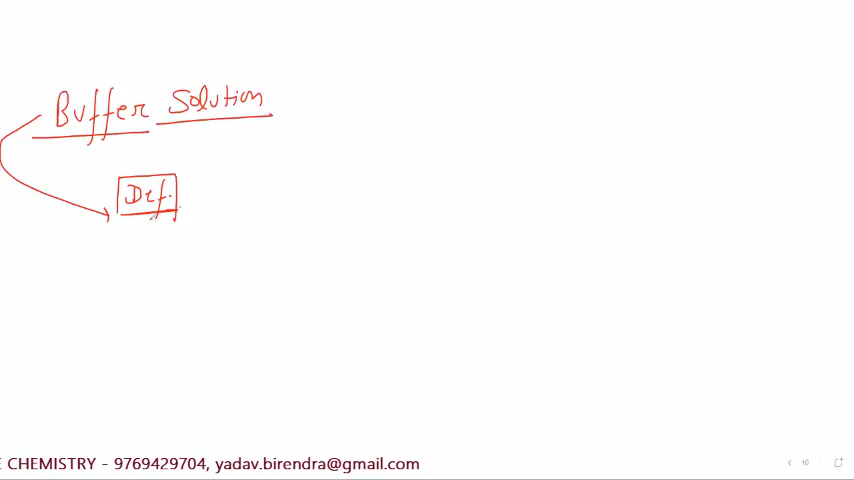 Buffer Solution
Def.
E CHEMISTRY - 9769429704, yadav.birendra@gmail.com
10